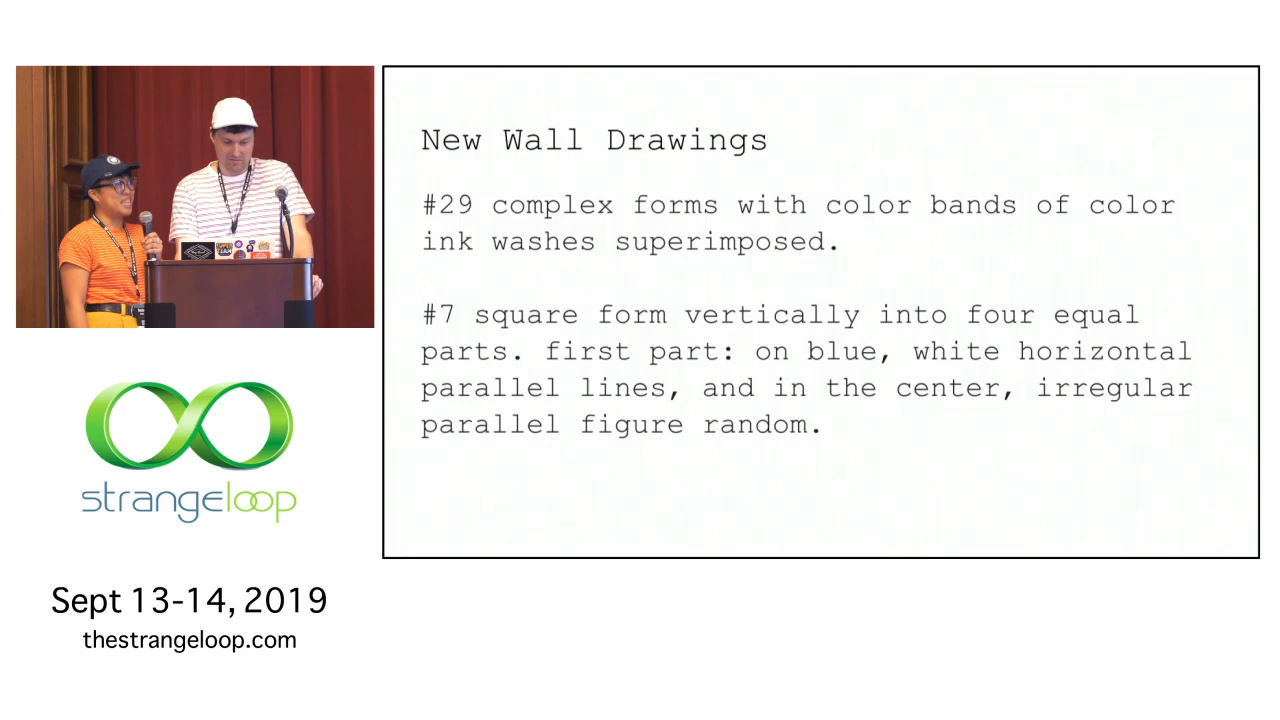 New Wall Drawings
#29 complex forms with color bands of color
ink washes superimposed.
#7 square form vertically into four equal
parts. first part: on blue, white horizontal
parallel lines, and in the center, irregular
parallel figure random.
strangeloop
Sept 13-14, 2019
thestrangeloop.com